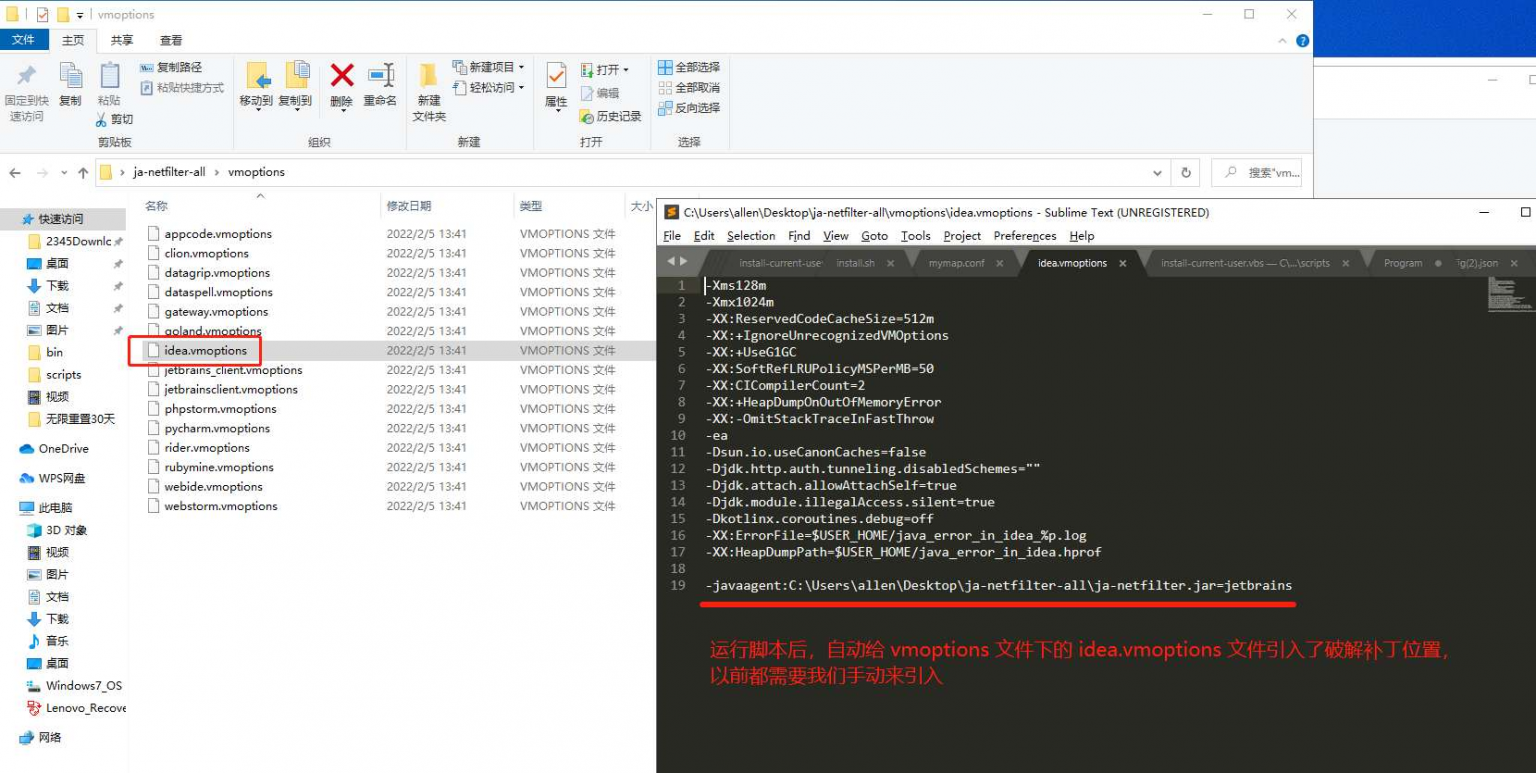 vmoptions
文件 主页 共享 查看
固定到快速访问
复制
粘贴
复制路径
粘贴快捷方式
剪切
剪贴板
移动到 复制到 删除 重命名
组织
新建文件夹
新建项目
轻松访问
新建
属性
打开
编辑
历史记录
打开
全部选择
全部取消
反向选择
选择
ja-netfilter-all › vmoptions
搜索"vm...
名称 修改日期 类型 大小
快速访问
2345Downlc
桌面
下载
文档
图片
bin
scripts
视频
无限重置30天
OneDrive
WPS网盘
此电脑
3D 对象
视频
图片
文档
下载
音乐
桌面
Windows7_OS
Lenovo_Recove
网络
appcode.vmoptions 2022/2/5 13:41 VMOPTIONS 文件
clion.vmoptions 2022/2/5 13:41 VMOPTIONS 文件
datagrip.vmoptions 2022/2/5 13:41 VMOPTIONS 文件
dataspell.vmoptions 2022/2/5 13:41 VMOPTIONS 文件
gateway.vmoptions 2022/2/5 13:41 VMOPTIONS 文件
goland.vmoptions 2022/2/5 13:41 VMOPTIONS 文件
idea.vmoptions 2022/2/5 13:41 VMOPTIONS 文件
jetbrains_client.vmoptions 2022/2/5 13:41 VMOPTIONS 文件
jetbrainsclient.vmoptions 2022/2/5 13:41 VMOPTIONS 文件
phpstorm.vmoptions 2022/2/5 13:41 VMOPTIONS 文件
pycharm.vmoptions 2022/2/5 13:41 VMOPTIONS 文件
rider.vmoptions 2022/2/5 13:41 VMOPTIONS 文件
rubymine.vmoptions 2022/2/5 13:41 VMOPTIONS 文件
webide.vmoptions 2022/2/5 13:41 VMOPTIONS 文件
webstorm.vmoptions 2022/2/5 13:41 VMOPTIONS 文件
C:\Users\allen\Desktop\ja-netfilter-all\vmoptions\idea.vmoptions - Sublime Text (UNREGISTERED)
File Edit Selection Find View Goto Tools Project Preferences Help
install-current-use install.sh mymap.conf idea.vmoptions install-current-user.vbs — C\...\scripts Program ig(2).json
1 -Xms128m
2 -Xmx1024m
3 -XX:ReservedCodeCacheSize=512m
4 -XX:+IgnoreUnrecognizedVMOptions
5 -XX:+UseG1GC
6 -XX:SoftRefLRUPolicyMSPerMB=50
7 -XX:CICompilerCount=2
8 -XX:+HeapDumpOnOutOfMemoryError
9 -XX:-OmitStackTraceInFastThrow
10 -ea
11 -Dsun.io.useCanonCaches=false
12 -Djdk.http.auth.tunneling.disabledSchemes=""
13 -Djdk.attach.allowAttachSelf=true
14 -Djdk.module.illegalAccess.silent=true
15 -Dkotlinx.coroutines.debug=off
16 -XX:ErrorFile=$USER_HOME/java_error_in_idea_%p.log
17 -XX:HeapDumpPath=$USER_HOME/java_error_in_idea.hprof
18
19 -javaagent:C:\Users\allen\Desktop\ja-netfilter-all\ja-netfilter.jar=jetbrains
运行脚本后，自动给 vmoptions 文件下的 idea.vmoptions 文件引入了破解补丁位置，
以前都需要我们手动来引入